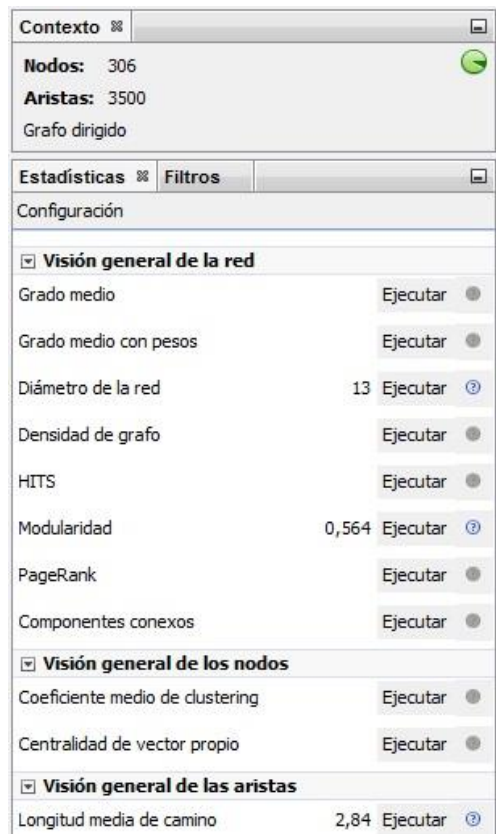 Contexto
Nodos: 306
Aristas: 3500
Grafo dirigido
Estadísticas Filtros
Configuración
Visión general de la red
Grado medio Ejecutar
Grado medio con pesos Ejecutar
Diámetro de la red 13 Ejecutar
Densidad de grafo Ejecutar
HITS Ejecutar
Modularidad 0,564 Ejecutar
PageRank Ejecutar
Componentes conexos Ejecutar
Visión general de los nodos
Coeficiente medio de clustering Ejecutar
Centralidad de vector propio Ejecutar
Visión general de las aristas
Longitud media de camino 2,84 Ejecutar